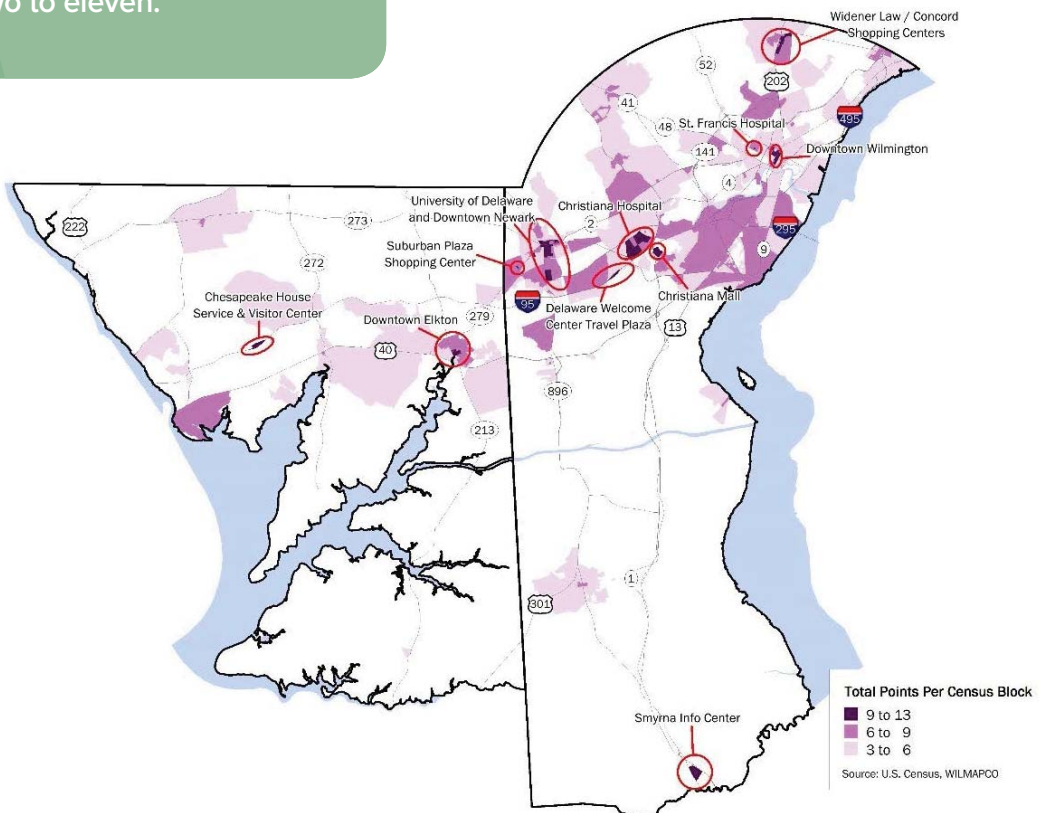 to eleven.
Widener Law / Concord
Shopping Centers
52
202
41
495
48
St. Francis Hospital
141
Downtown Wilmington
4
University of Delaware
and Downtown Newark
Christiana Hospital
222
273
2
295
Suburban Plaza
Shopping Center
9
272
Chesapeake House
Service & Visitor Center
95
Delaware Welcome
Center Travel Plaza
Christiana Mall
Downtown Elkton
279
13
40
896
213
1
301
Total Points Per Census Block
9 to 13
6 to 9
3 to 6
Source: U.S. Census, WILMAPCO
Smyrna Info Center